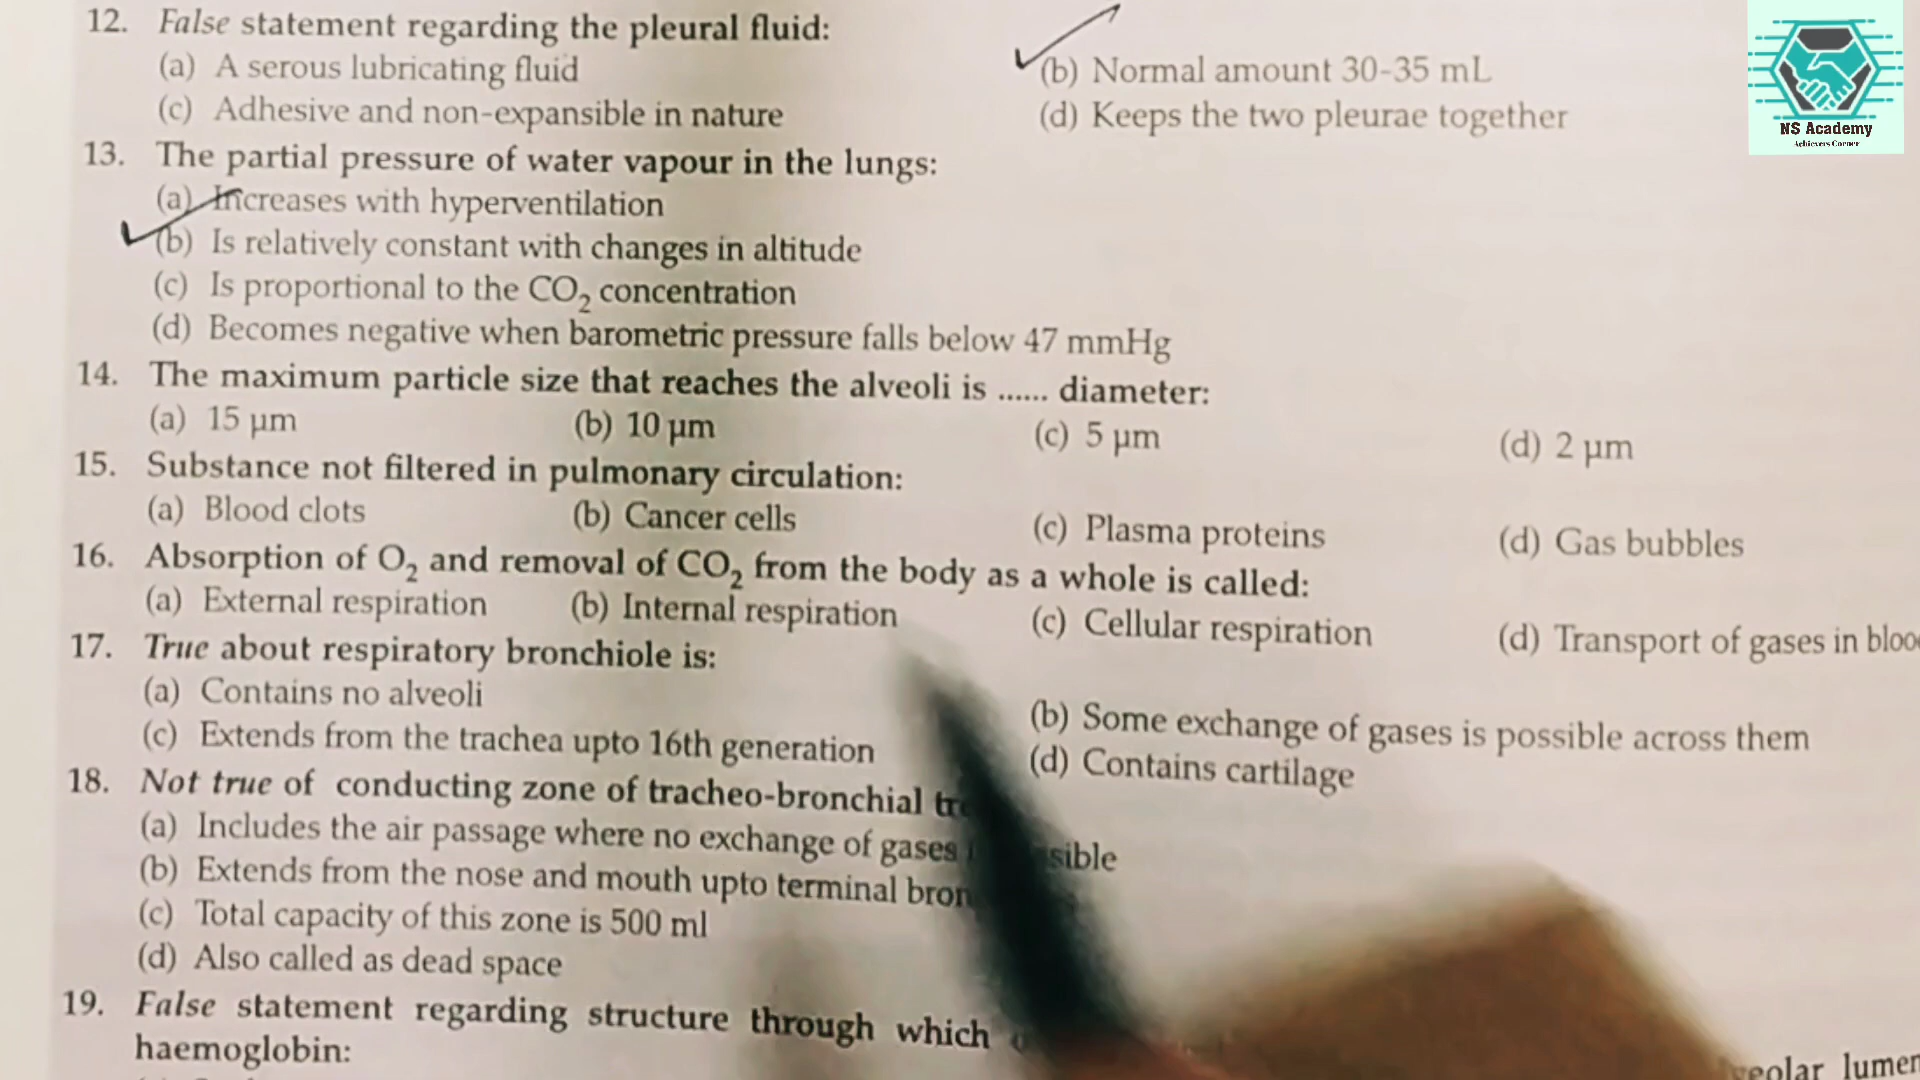 12. False statement regarding the pleural fluid:
(a) A serous lubricating fluid (b) Normal amount 30-35 mL
(c) Adhesive and non-expansible in nature (d) Keeps the two pleurae together
13. The partial pressure of water vapour in the lungs:
(a) Increases with hyperventilation
(b) Is relatively constant with changes in altitude
(c) Is proportional to the CO₂ concentration
(d) Becomes negative when barometric pressure falls below 47 mmHg
14. The maximum particle size that reaches the alveoli is ...... diameter:
(a) 15 µm (b) 10 µm (c) 5 µm (d) 2 µm
15. Substance not filtered in pulmonary circulation:
(a) Blood clots (b) Cancer cells (c) Plasma proteins (d) Gas bubbles
16. Absorption of O₂ and removal of CO₂ from the body as a whole is called:
(a) External respiration (b) Internal respiration (c) Cellular respiration (d) Transport of gases in
17. True about respiratory bronchiole is:
(a) Contains no alveoli (b) Some exchange of gases is possible across them
(c) Extends from the trachea upto 16th generation (d) Contains cartilage
18. Not true of conducting zone of tracheo-bronchial
(a) Includes the air passage where no exchange of gases
(b) Extends from the nose and mouth upto terminal
(c) Total capacity of this zone is 500 ml
(d) Also called as dead space
19. False statement regarding structure through which
haemoglobin:
NS Academy
Achievers Corner